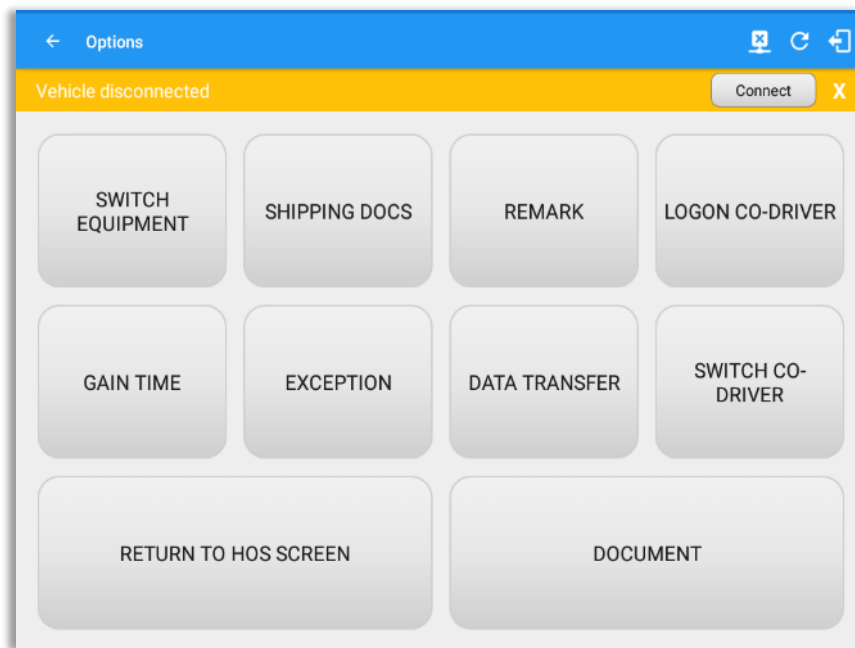 Options
Vehicle disconnected
Connect
X
SWITCH
EQUIPMENT
SHIPPING DOCS
REMARK
LOGON CO-DRIVER
GAIN TIME
EXCEPTION
DATA TRANSFER
SWITCH CO-
DRIVER
RETURN TO HOS SCREEN
DOCUMENT